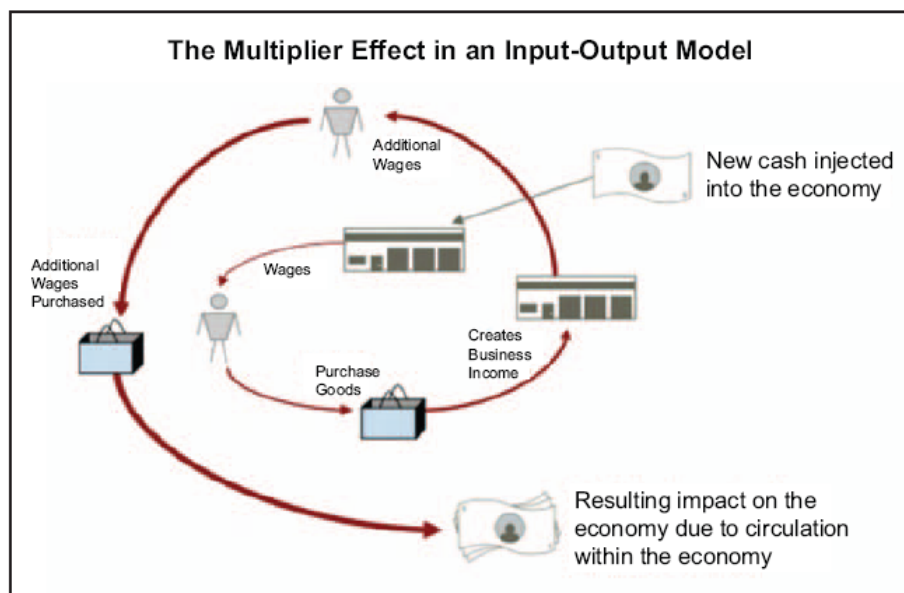 The Multiplier Effect in an Input-Output Model
Additional
Wages
New cash injected
into the economy
Wages
Additional
Wages
Purchased
Creates
Business
Income
Purchase
Goods
Resulting impact on the
economy due to circulation
within the economy